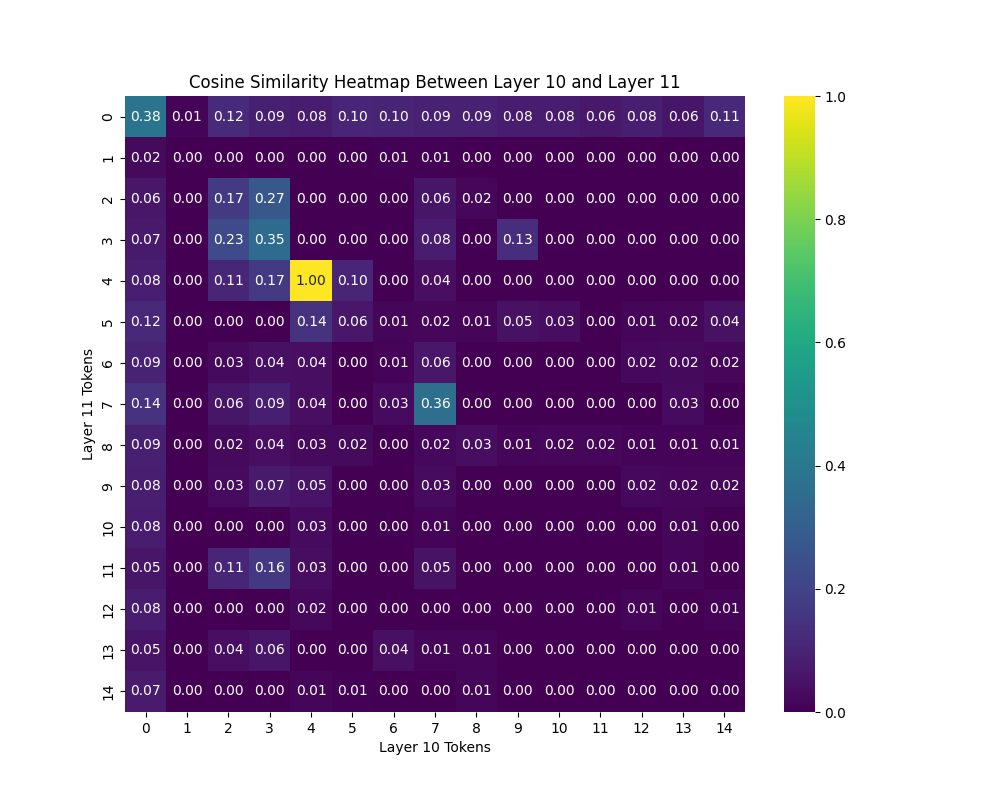 Cosine Similarity Heatmap Between Layer 10 and Layer 11
0 0.38 0.01 0.12 0.09 0.08 0.10 0.10 0.09 0.09 0.08 0.08 0.06 0.08 0.06 0.11
1 0.02 0.00 0.00 0.00 0.00 0.00 0.01 0.01 0.00 0.00 0.00 0.00 0.00 0.00 0.00
2 0.06 0.00 0.17 0.27 0.00 0.00 0.00 0.06 0.02 0.00 0.00 0.00 0.00 0.00 0.00
3 0.07 0.00 0.23 0.35 0.00 0.00 0.00 0.08 0.00 0.13 0.00 0.00 0.00 0.00 0.00
4 0.08 0.00 0.11 0.17 1.00 0.10 0.00 0.04 0.00 0.00 0.00 0.00 0.00 0.00 0.00
5 0.12 0.00 0.00 0.00 0.14 0.06 0.01 0.02 0.01 0.05 0.03 0.00 0.01 0.02 0.04
6 0.09 0.00 0.03 0.04 0.04 0.00 0.01 0.06 0.00 0.00 0.00 0.00 0.02 0.02 0.02
7 0.14 0.00 0.06 0.09 0.04 0.00 0.03 0.36 0.00 0.00 0.00 0.00 0.00 0.03 0.00
8 0.09 0.00 0.02 0.04 0.03 0.02 0.00 0.02 0.03 0.01 0.02 0.02 0.01 0.01 0.01
9 0.08 0.00 0.03 0.07 0.05 0.00 0.00 0.03 0.00 0.00 0.00 0.00 0.02 0.02 0.02
10 0.08 0.00 0.00 0.00 0.03 0.00 0.00 0.01 0.00 0.00 0.00 0.00 0.00 0.01 0.00
11 0.05 0.00 0.11 0.16 0.03 0.00 0.00 0.05 0.00 0.00 0.00 0.00 0.00 0.01 0.00
12 0.08 0.00 0.00 0.00 0.02 0.00 0.00 0.00 0.00 0.00 0.00 0.00 0.01 0.00 0.01
13 0.05 0.00 0.04 0.06 0.00 0.00 0.04 0.01 0.01 0.00 0.00 0.00 0.00 0.00 0.00
14 0.07 0.00 0.00 0.00 0.01 0.01 0.00 0.00 0.01 0.00 0.00 0.00 0.00 0.00 0.00
0 1 2 3 4 5 6 7 8 9 10 11 12 13 14
Layer 10 Tokens
Layer 11 Tokens
1.0
0.8
0.6
0.4
0.2
0.0